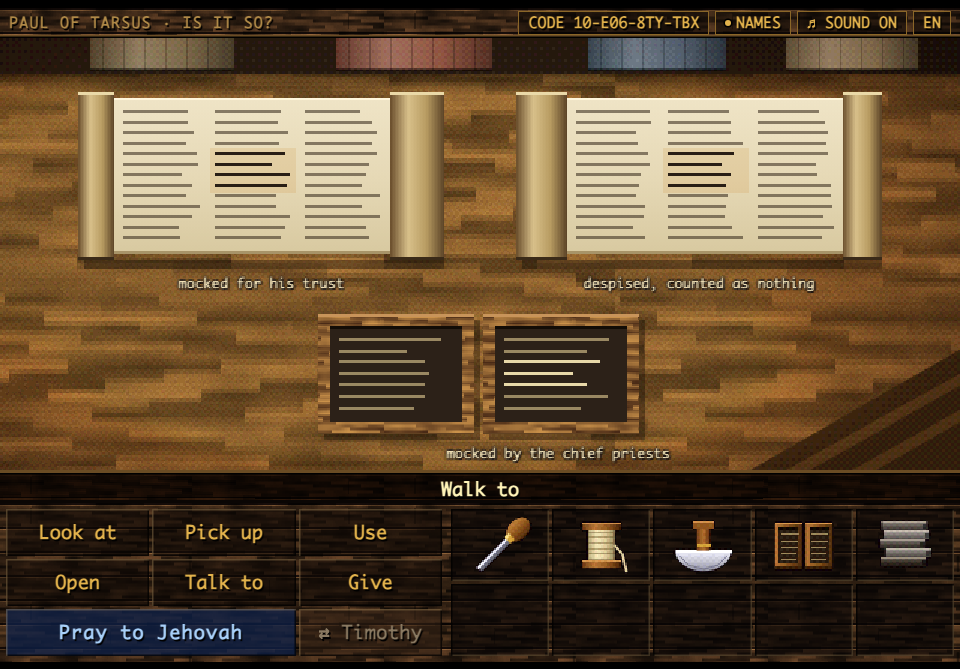 PAUL OF TARSUS · IS IT SO?
CODE 10-E06-8TY-TBX
NAMES
♬ SOUND ON
EN
mocked for his trust
despised, counted as nothing
mocked by the chief priests
Walk to
Look at
Pick up
Use
Open
Talk to
Give
Pray to Jehovah
⇄ Timothy